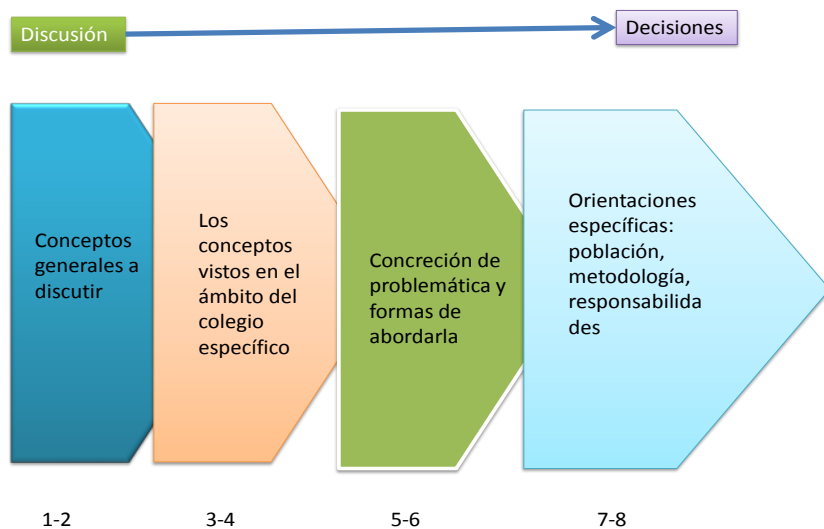 Discusión
Decisiones
Conceptos
generales a
discutir
Los
conceptos
vistos en el
ámbito del
colegio
específico
Concreción de
problemática y
formas de
abordarla
Orientaciones
específicas:
población,
metodología,
responsabilida
des
1-2
3-4
5-6
7-8